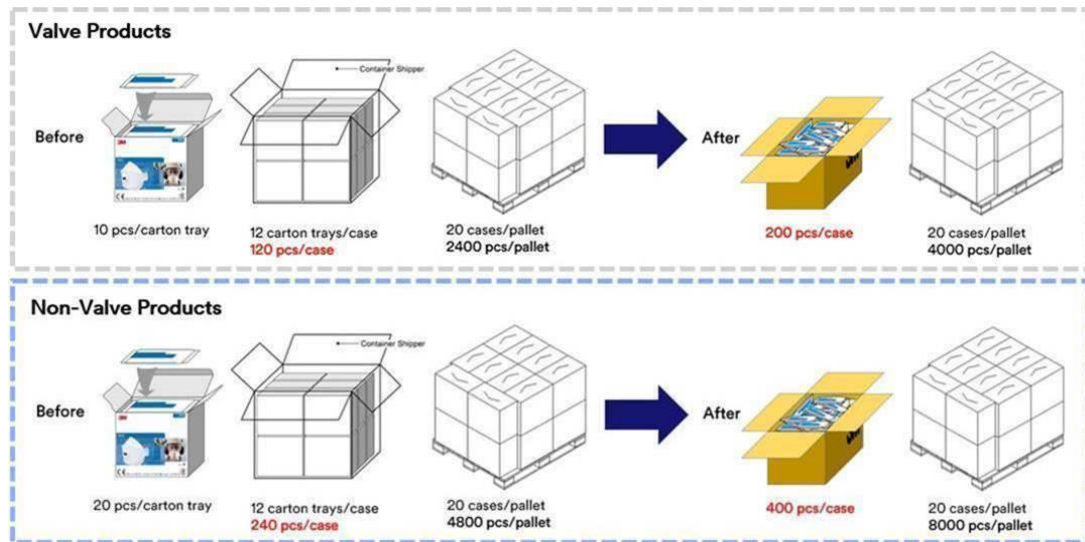 Valve Products
Container Shipper
Before
After
3M
10 pcs/carton tray
12 carton trays/case
120 pcs/case
20 cases/pallet
2400 pcs/pallet
200 pcs/case
20 cases/pallet
4000 pcs/pallet
Non-Valve Products
Container Shipper
Before
After
3M
20 pcs/carton tray
12 carton trays/case
240 pcs/case
20 cases/pallet
4800 pcs/pallet
400 pcs/case
20 cases/pallet
8000 pcs/pallet